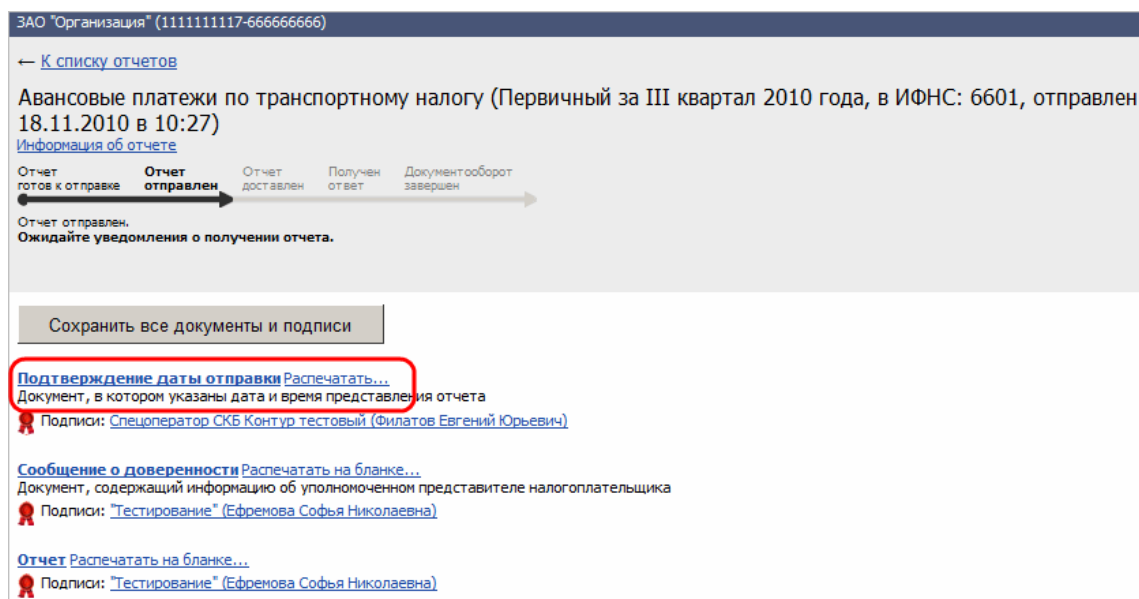 ЗАО "Организация" (1111111117-666666666)
← К списку отчетов
Авансовые платежи по транспортному налогу (Первичный за III квартал 2010 года, в ИФНС: 6601, отправлен
18.11.2010 в 10:27)
Информация об отчете
Отчет готов к отправке
Отчет отправлен
Отчет доставлен
Получен ответ
Документооборот завершен
Отчет отправлен.
Ожидайте уведомления о получении отчета.
Сохранить все документы и подписи
Подтверждение даты отправки Распечатать...
Документ, в котором указаны дата и время представления отчета
Подписи: Спецоператор СКБ Контур тестовый (Филатов Евгений Юрьевич)
Сообщение о доверенности Распечатать на бланке...
Документ, содержащий информацию об уполномоченном представителе налогоплательщика
Подписи: "Тестирование" (Ефремова Софья Николаевна)
Отчет Распечатать на бланке...
Подписи: "Тестирование" (Ефремова Софья Николаевна)